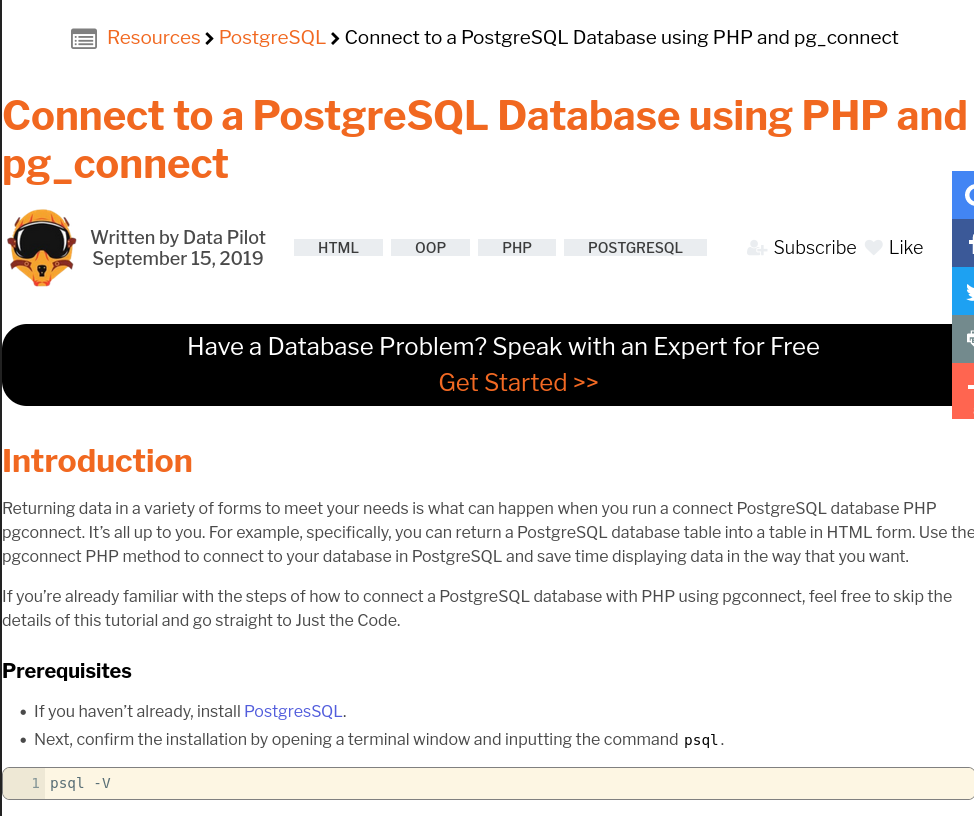 Resources > PostgreSQL > Connect to a PostgreSQL Database using PHP and pg_connect
Connect to a PostgreSQL Database using PHP and
pg_connect
Written by Data Pilot
September 15, 2019
HTML OOP PHP POSTGRESQL
Subscribe Like
Have a Database Problem? Speak with an Expert for Free
Get Started >>
Introduction
Returning data in a variety of forms to meet your needs is what can happen when you run a connect PostgreSQL database PHP
pgconnect. It’s all up to you. For example, specifically, you can return a PostgreSQL database table into a table in HTML form. Use the
pgconnect PHP method to connect to your database in PostgreSQL and save time displaying data in the way that you want.
If you’re already familiar with the steps of how to connect a PostgreSQL database with PHP using pgconnect, feel free to skip the
details of this tutorial and go straight to Just the Code.
Prerequisites
• If you haven’t already, install PostgresSQL.
• Next, confirm the installation by opening a terminal window and inputting the command psql.
1 psql -V